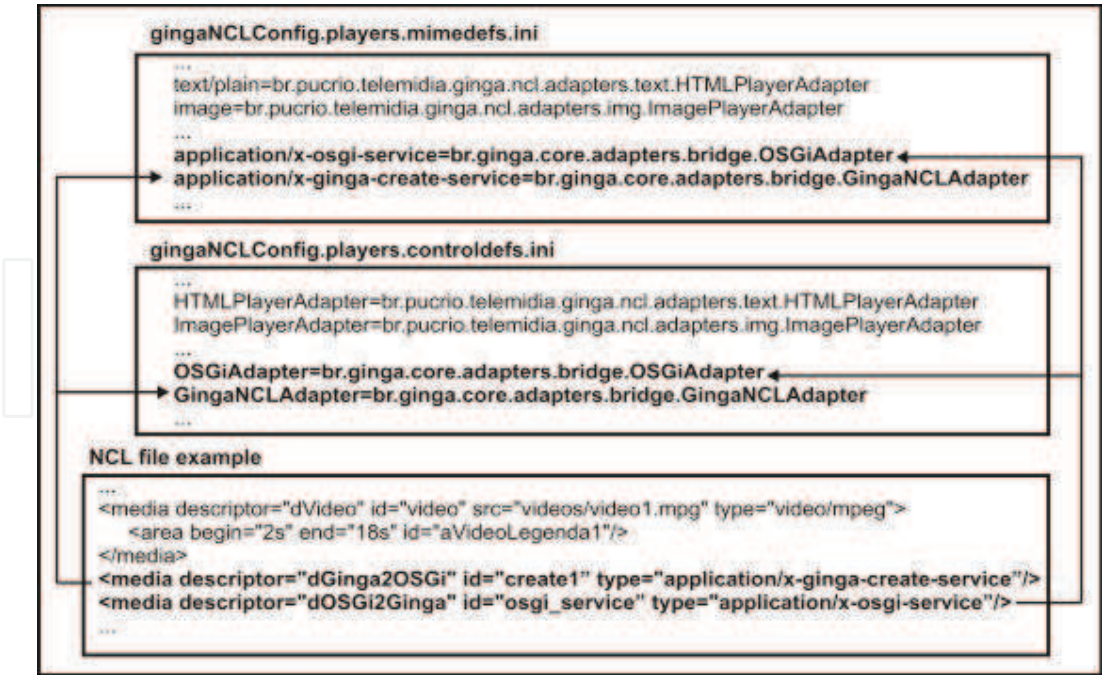 gingaNCLConfig.players.mimedefs.ini
...
text/plain=br.pucrio.telemidia.ginga.ncl.adapters.text.HTMLPlayerAdapter
image=br.pucrio.telemidia.ginga.ncl.adapters.img.ImagePlayerAdapter
...
application/x-osgi-service=br.ginga.core.adapters.bridge.OSGiAdapter
application/x-ginga-create-service=br.ginga.core.adapters.bridge.GingaNCLAdapter
...
gingaNCLConfig.players.controldefs.ini
...
HTMLPlayerAdapter=br.pucrio.telemidia.ginga.ncl.adapters.text.HTMLPlayerAdapter
ImagePlayerAdapter=br.pucrio.telemidia.ginga.ncl.adapters.img.ImagePlayerAdapter
...
OSGiAdapter=br.ginga.core.adapters.bridge.OSGiAdapter
GingaNCLAdapter=br.ginga.core.adapters.bridge.GingaNCLAdapter
...
NCL file example
...
<media descriptor="dVideo" id="video" src="videos/video1.mpg" type="video/mpeg">
<area begin="2s" end="18s" id="aVideoLegenda1"/>
</media>
<media descriptor="dGinga2OSGi" id="create1" type="application/x-ginga-create-service"/>
<media descriptor="dOSGi2Ginga" id="osgi_service" type="application/x-osgi-service"/>
...